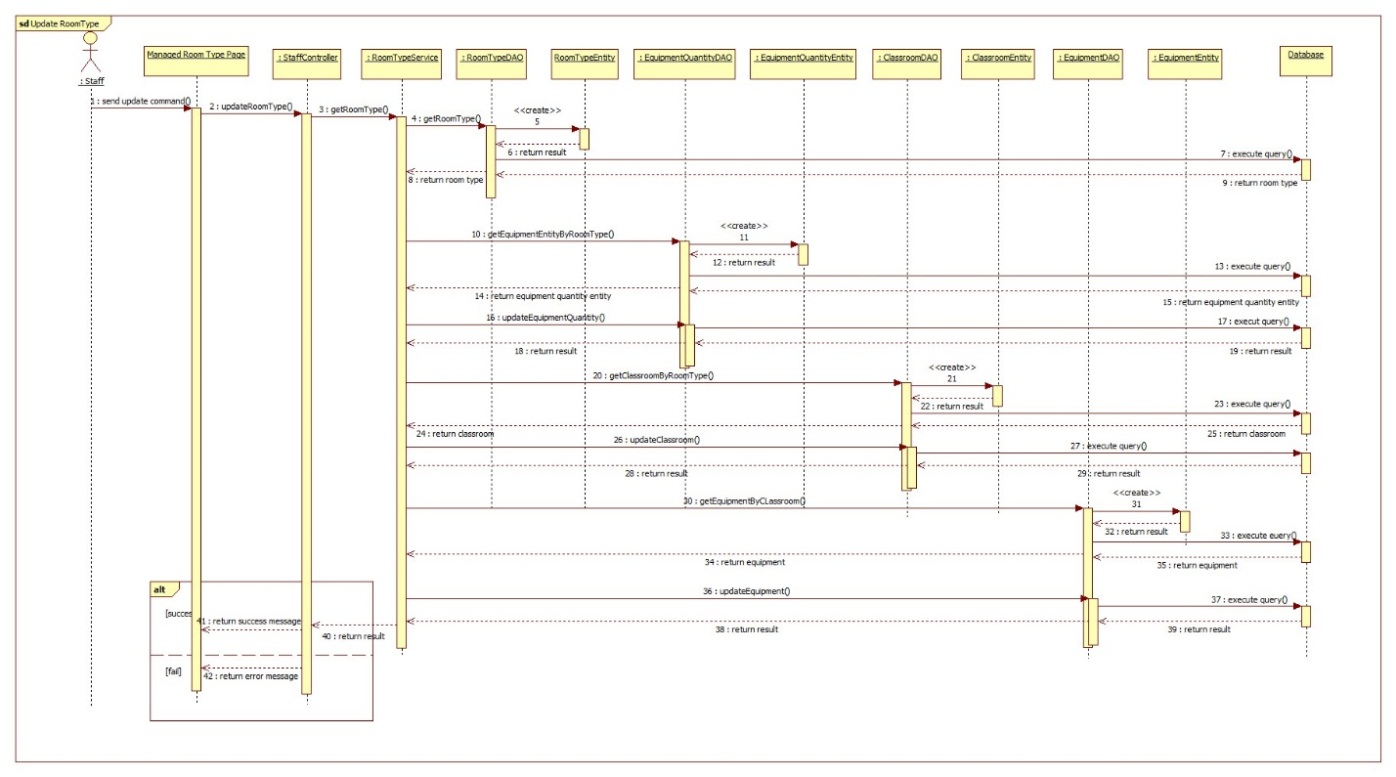 sd Update RoomType
: Staff
Managed Room Type Page
: StaffController
: RoomTypeService
: RoomTypeDAO
RoomTypeEntity
: EquipmentQuantityDAO
: EquipmentQuantityEntity
: ClassroomDAO
: ClassroomEntity
: EquipmentDAO
: EquipmentEntity
Database
1 : send update command()
2 : updateRoomType()
3 : getRoomType()
4 : getRoomType()
<<create>>
5
6 : return result
7 : execute query()
8 : return room type
9 : return room type
10 : getEquipmentEntityByRoomType()
<<create>>
11
12 : return result
13 : execute query()
14 : return equipment quantity entity
15 : return equipment quantity entity
16 : updateEquipmentQuantity()
17 : execut query()
18 : return result
19 : return result
20 : getClassroomByRoomType()
<<create>>
21
22 : return result
23 : execute query()
24 : return classroom
25 : return classroom
26 : updateClassroom()
27 : execute query()
28 : return result
29 : return result
30 : getEquipmentByCLassroom()
<<create>>
31
32 : return result
33 : execute euery()
34 : return equipment
35 : return equipment
36 : updateEquipment()
37 : execute query()
38 : return result
39 : return result
alt
[succes
40 : return result
41 : return success message
[fail]
42 : return error message